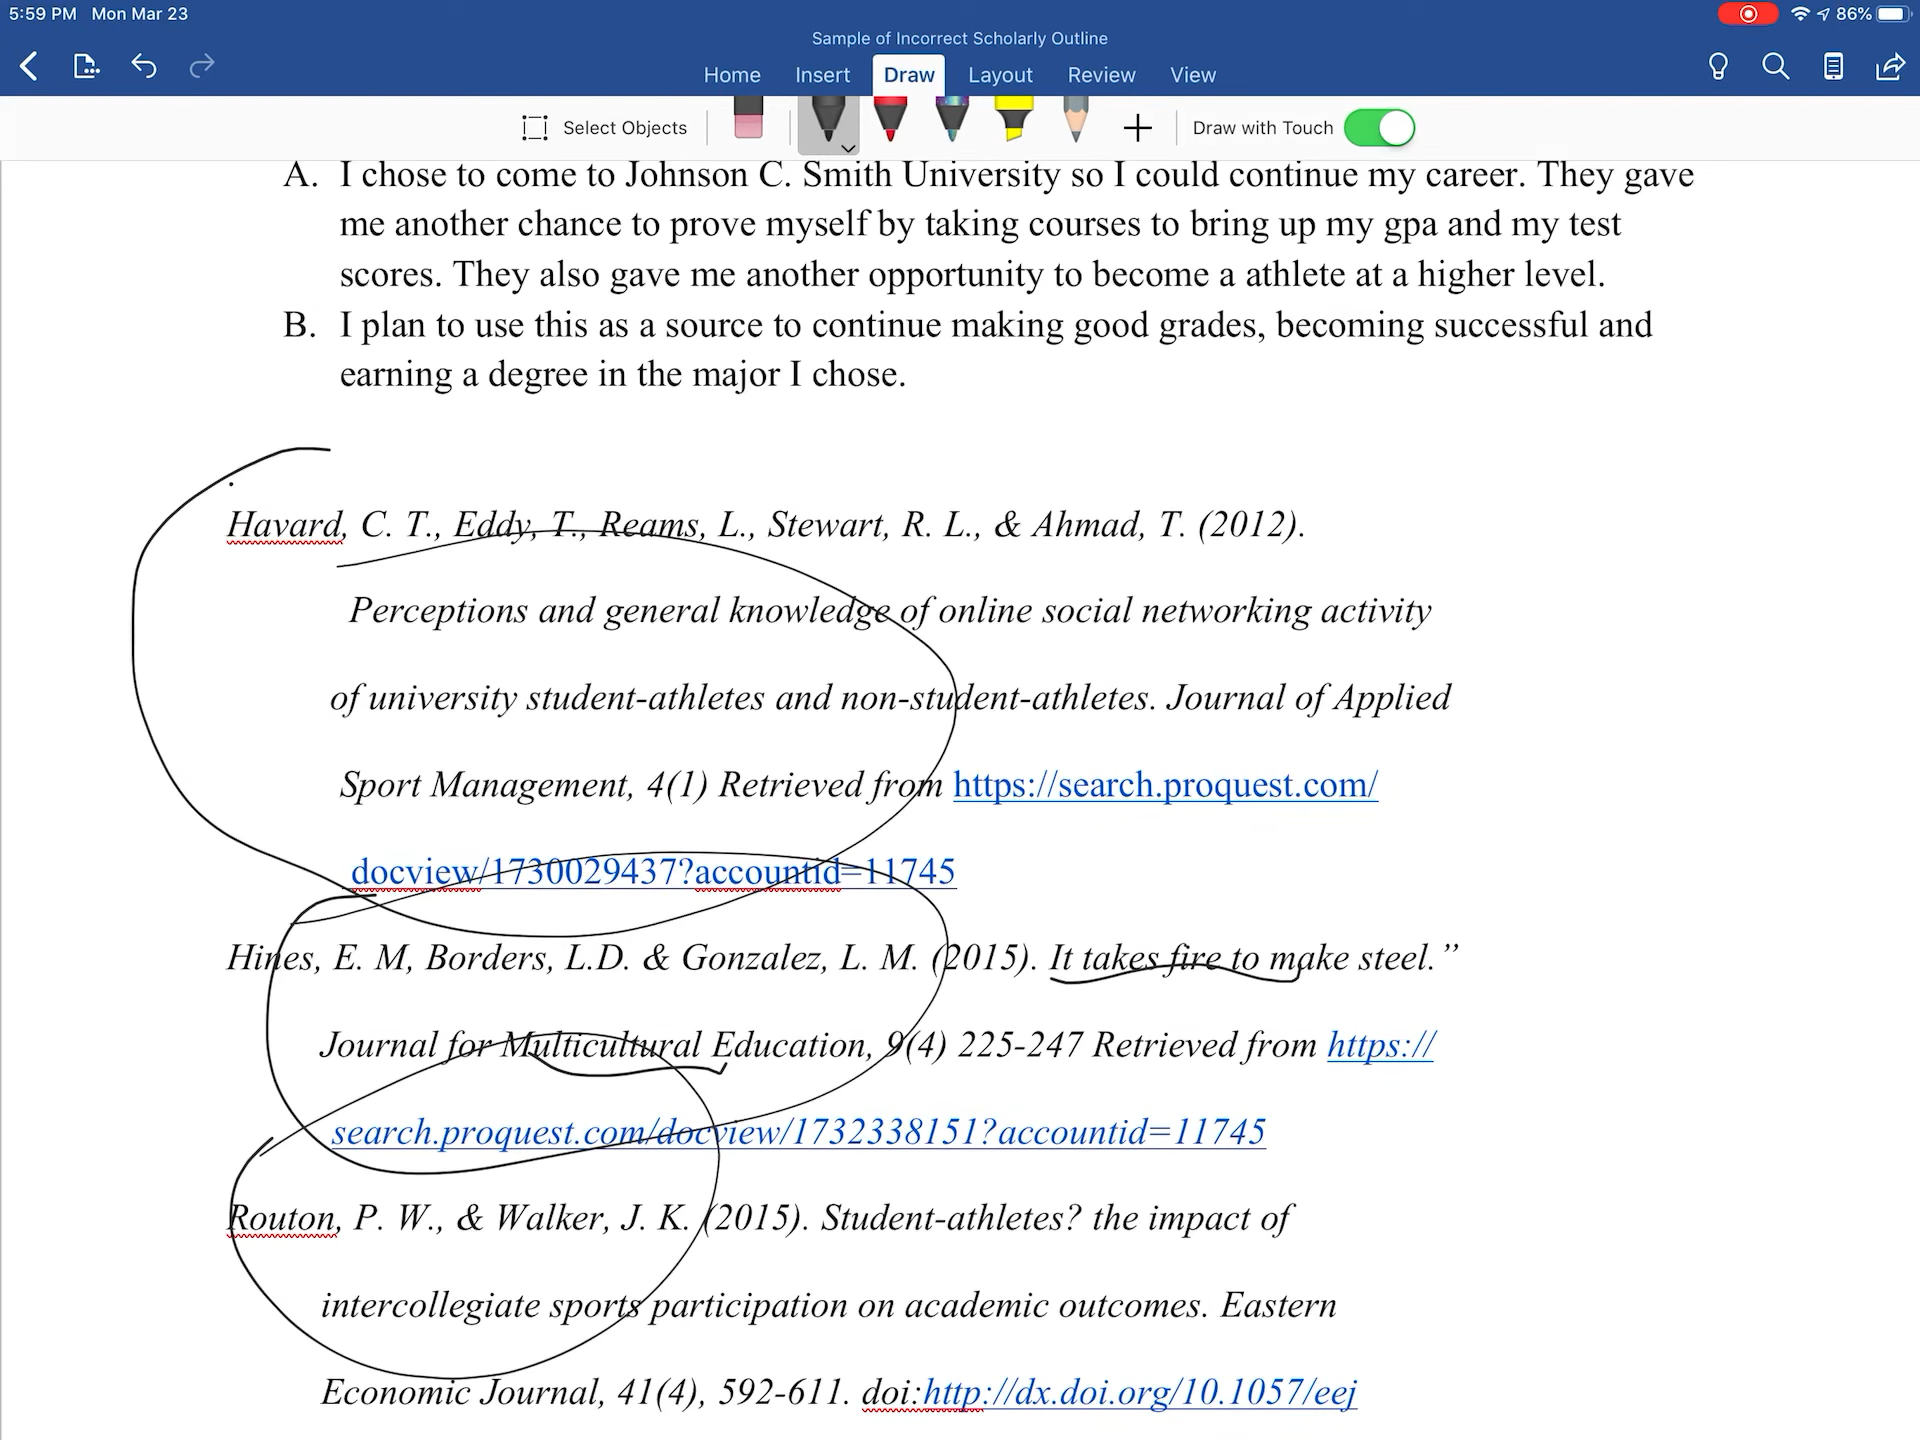 5:59 PM Mon Mar 23
86%
Sample of Incorrect Scholarly Outline
Home Insert Draw Layout Review View
Select Objects
Draw with Touch
A. I chose to come to Johnson C. Smith University so I could continue my career. They gave
me another chance to prove myself by taking courses to bring up my gpa and my test
scores. They also gave me another opportunity to become a athlete at a higher level.
B. I plan to use this as a source to continue making good grades, becoming successful and
earning a degree in the major I chose.
Havard, C. T., Eddy, T., Reams, L., Stewart, R. L., & Ahmad, T. (2012).
Perceptions and general knowledge of online social networking activity
of university student-athletes and non-student-athletes. Journal of Applied
Sport Management, 4(1) Retrieved from https://search.proquest.com/
docview/1730029437?accountid=11745
Hines, E. M, Borders, L.D. & Gonzalez, L. M. (2015). It takes fire to make steel.”
Journal for Multicultural Education, 9(4) 225-247 Retrieved from https://
search.proquest.com/docview/1732338151?accountid=11745
Routon, P. W., & Walker, J. K. (2015). Student-athletes? the impact of
intercollegiate sports participation on academic outcomes. Eastern
Economic Journal, 41(4), 592-611. doi:http://dx.doi.org/10.1057/eej